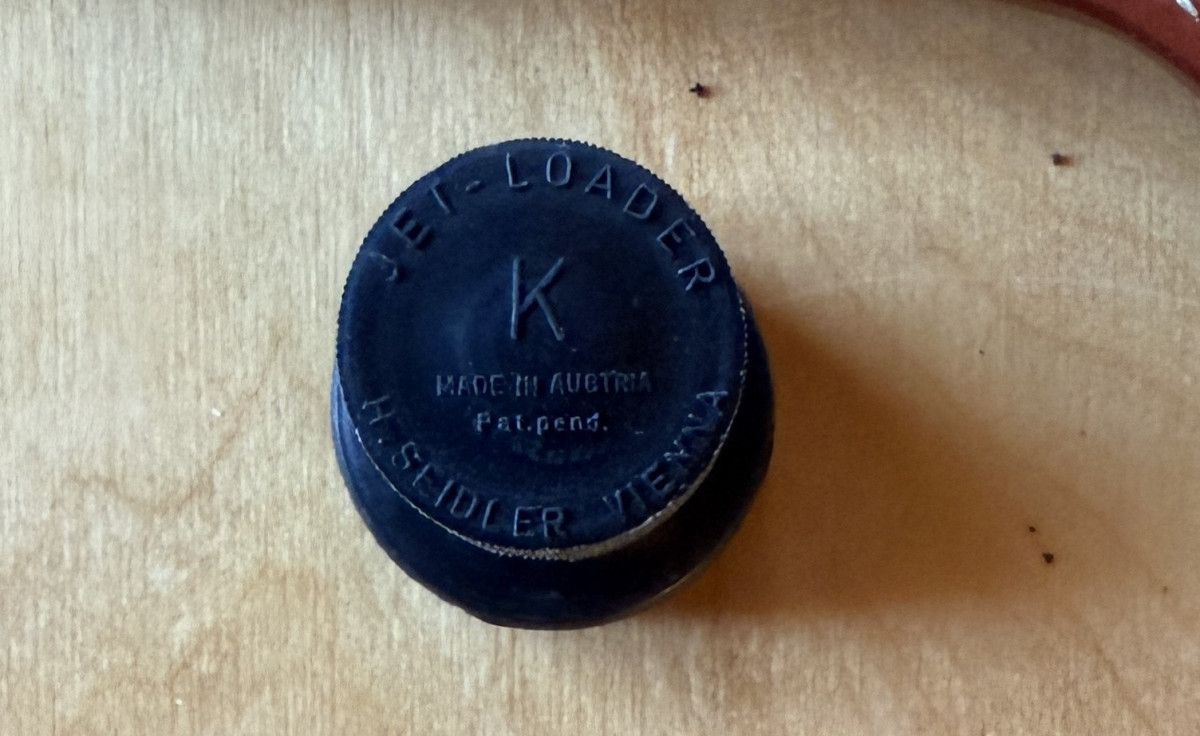 JET-LOADER
K
MADE IN AUSTRIA
Pat.pend.
H. SEIDLER VIENNA